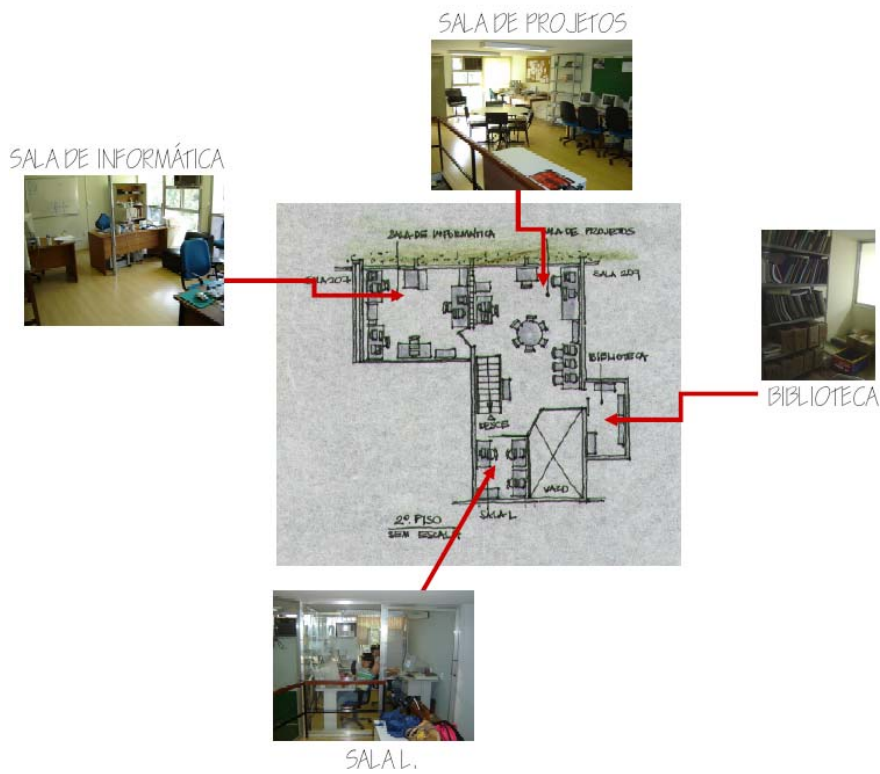 SALA DE PROJETOS
SALA DE INFORMÁTICA
SALA DE INFORMÁTICA
SALA DE PROJETOS
SALA 207
SALA 209
BIBLIOTECA
BIBLIOTECA
DESCE
VAZIO
SALA L.
2º. PISO
SEM ESCALA
SALA L.